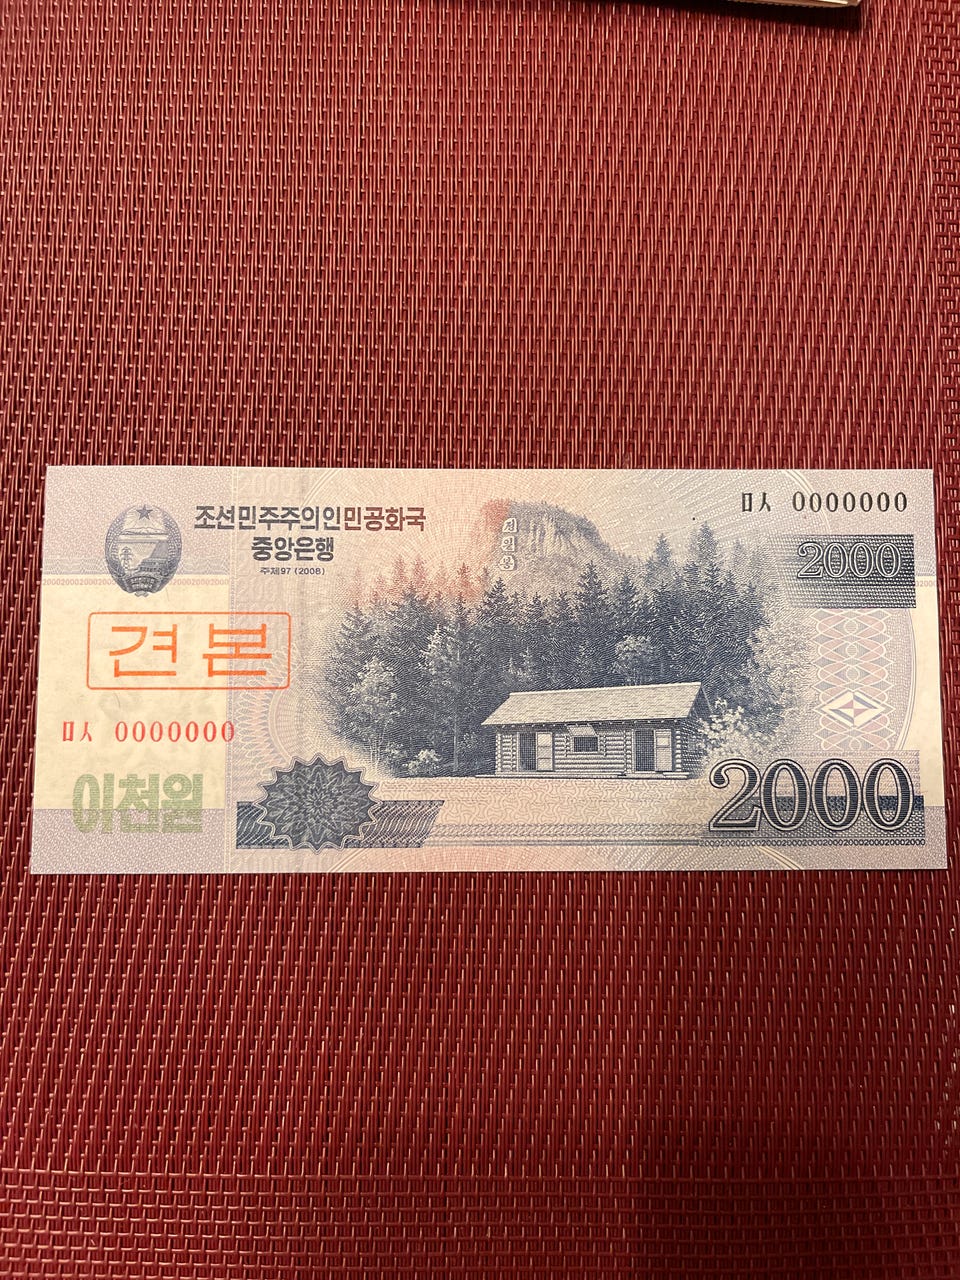 조선민주주의인민공화국
중앙은행
주체97 (2008)
ㅁㅅ 0000000
2000
견본
ㅁㅅ 0000000
이천원
2000